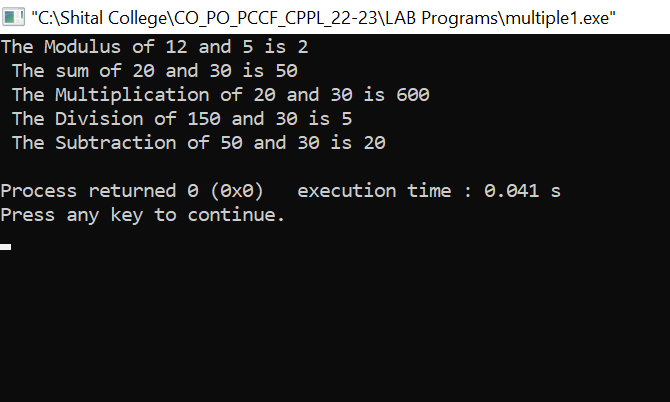 "C:\Shital College\CO_PO_PCCF_CPPL_22-23\LAB Programs\multiple1.exe"
The Modulus of 12 and 5 is 2
 The sum of 20 and 30 is 50
 The Multiplication of 20 and 30 is 600
 The Division of 150 and 30 is 5
 The Subtraction of 50 and 30 is 20
Process returned 0 (0x0)   execution time : 0.041 s
Press any key to continue.